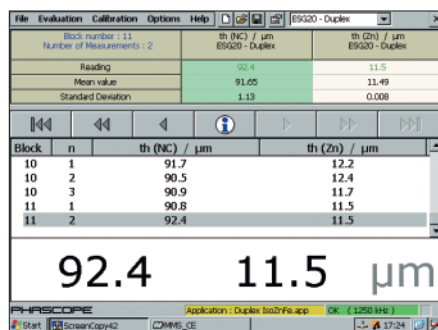 File Evaluation Calibration Options Help ESG20 - Duplex
Block number : 11
Number of Measurements : 2
th (NC) / µm
ESG20 - Duplex
th (Zn) / µm
ESG20 - Duplex
Reading 92.4 11.5
Mean value 91.65 11.49
Standard Deviation 1.13 0.008
Block n th (NC) / µm th (Zn) / µm
10 1 91.7 12.2
10 2 90.5 12.4
10 3 90.9 11.7
11 1 90.8 11.5
11 2 92.4 11.5
92.4 11.5 µm
PHASCOPE Application : Duplex IsoZnFe.app OK ( 1250 kHz )
Start ScreenCopy42 MMS_CE 17:24